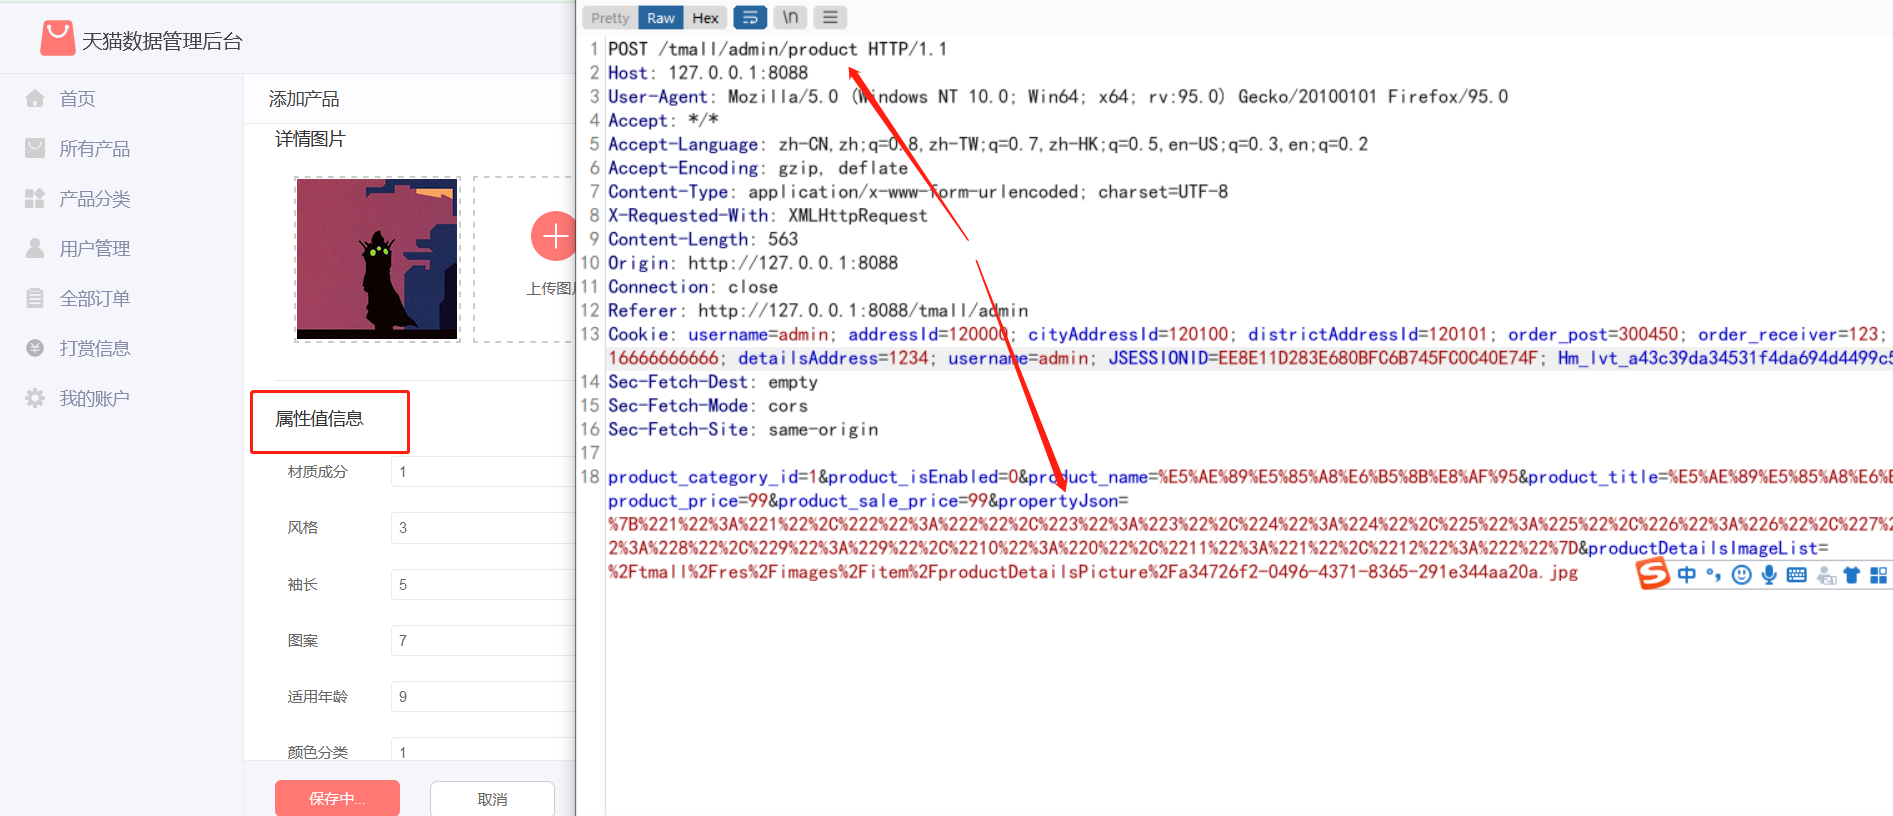 天猫数据管理后台
首页
所有产品
产品分类
用户管理
全部订单
打赏信息
我的账户
添加产品
详情图片
上传图片
属性值信息
材质成分 1
风格 3
袖长 5
图案 7
适用年龄 9
颜色分类 1
保存中... 取消
Pretty Raw Hex \n
1 POST /tmall/admin/product HTTP/1.1
2 Host: 127.0.0.1:8088
3 User-Agent: Mozilla/5.0 (Windows NT 10.0; Win64; x64; rv:95.0) Gecko/20100101 Firefox/95.0
4 Accept: */*
5 Accept-Language: zh-CN,zh;q=0.8,zh-TW;q=0.7,zh-HK;q=0.5,en-US;q=0.3,en;q=0.2
6 Accept-Encoding: gzip, deflate
7 Content-Type: application/x-www-form-urlencoded; charset=UTF-8
8 X-Requested-With: XMLHttpRequest
9 Content-Length: 563
10 Origin: http://127.0.0.1:8088
11 Connection: close
12 Referer: http://127.0.0.1:8088/tmall/admin
13 Cookie: username=admin; addressId=120000; cityAddressId=120100; districtAddressId=120101; order_post=300450; order_receiver=123;
16666666666; detailsAddress=1234; username=admin; JSESSIONID=EE8E11D283E680BFC6B745FC0C40E74F; Hm_lvt_a43c39da34531f4da694d4499c5
14 Sec-Fetch-Dest: empty
15 Sec-Fetch-Mode: cors
16 Sec-Fetch-Site: same-origin
17
18 product_category_id=1&product_isEnabled=0&product_name=%E5%AE%89%E5%85%A8%E6%B5%8B%E8%AF%95&product_title=%E5%AE%89%E5%85%A8%E6%
product_price=99&product_sale_price=99&propertyJson=
%7B%221%22%3A%221%22%2C%222%22%3A%222%22%2C%223%22%3A%223%22%2C%224%22%3A%224%22%2C%225%22%3A%225%22%2C%226%22%3A%226%22%2C%227%2
2%3A%228%22%2C%229%22%3A%229%22%2C%2210%22%3A%220%22%2C%2211%22%3A%221%22%2C%2212%22%3A%222%22%7D&productDetailsImageList=
%2Ftmall%2Fres%2Fimages%2Fitem%2FproductDetailsPicture%2Fa34726f2-0496-4371-8365-291e344aa20a.jpg
中